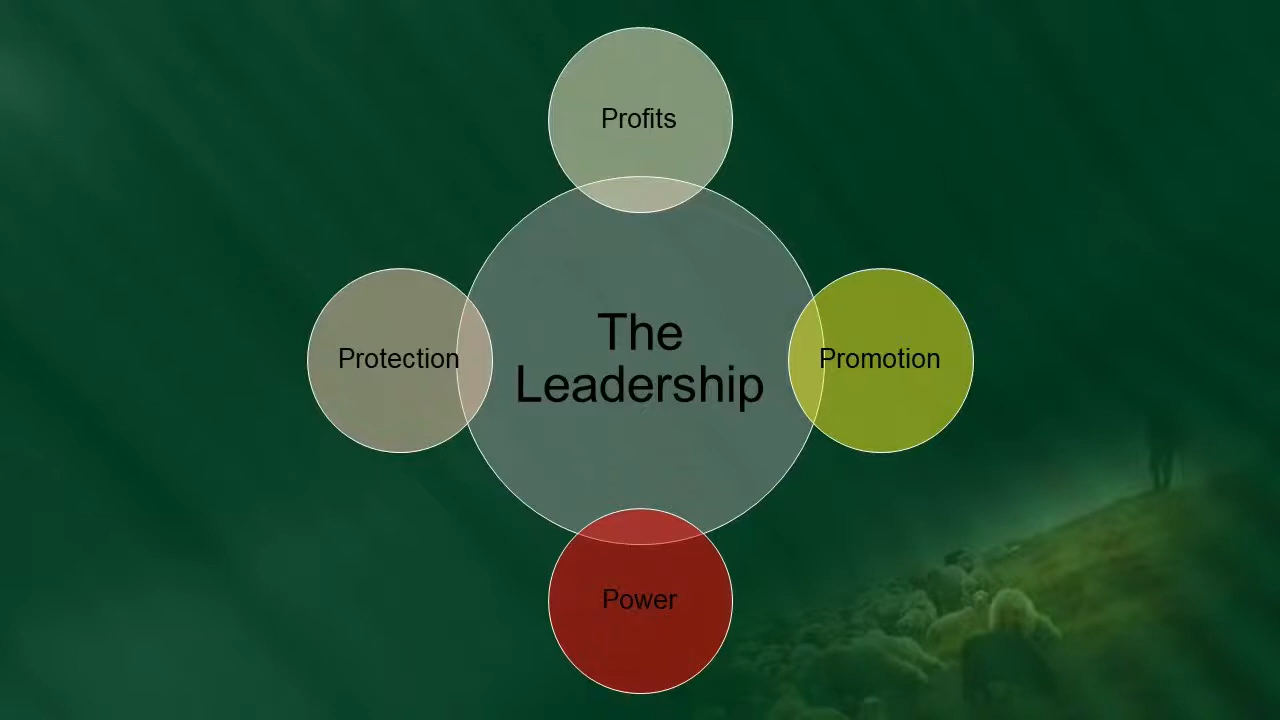 Profits
Protection
The
Leadership
Promotion
Power